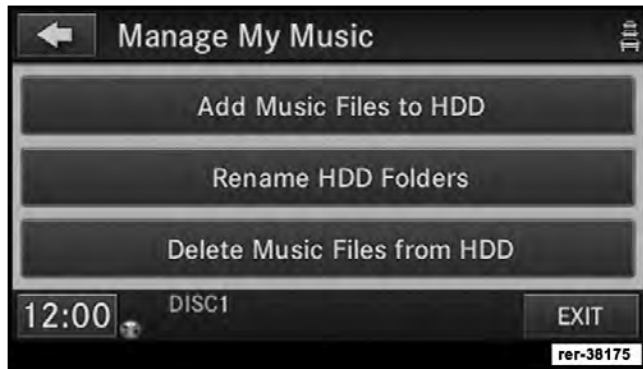 Manage My Music
Add Music Files to HDD
Rename HDD Folders
Delete Music Files from HDD
12:00
DISC1
EXIT
rer-38175